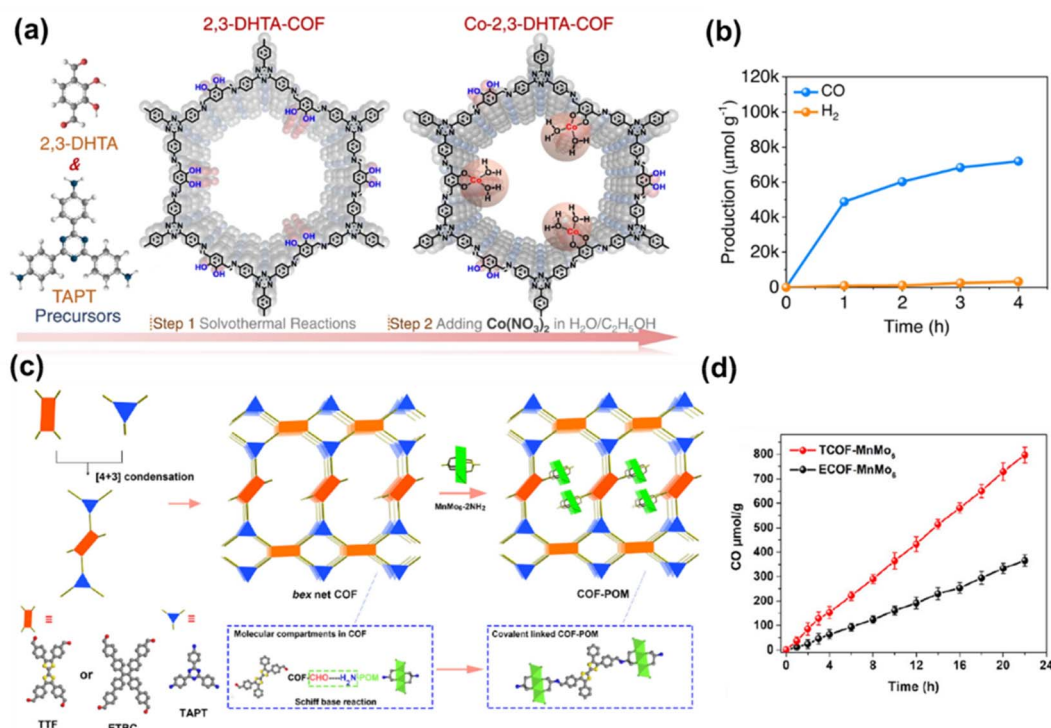 (a)
2,3-DHTA-COF
Co-2,3-DHTA-COF
2,3-DHTA
&
TAPT
Precursors
Step 1 Solvothermal Reactions
Step 2 Adding Co(NO₃)₂ in H₂O/C₂H₅OH
(b)
CO
H₂
Production (μmol g⁻¹)
120k
100k
80k
60k
40k
20k
0
0 1 2 3 4
Time (h)
(c)
[4+3] condensation
MnMo₆-2NH₂
bex net COF
COF-POM
Molecular compartments in COF
COF-CHO----H₂N-POM
Schiff base reaction
Covalent linked COF-POM
or
TTF
TAPT
(d)
TCOF-MnMo₆
ECOF-MnMo₆
CO μmol/g
800
700
600
500
400
300
200
100
0
0 4 8 12 16 20 24
Time (h)